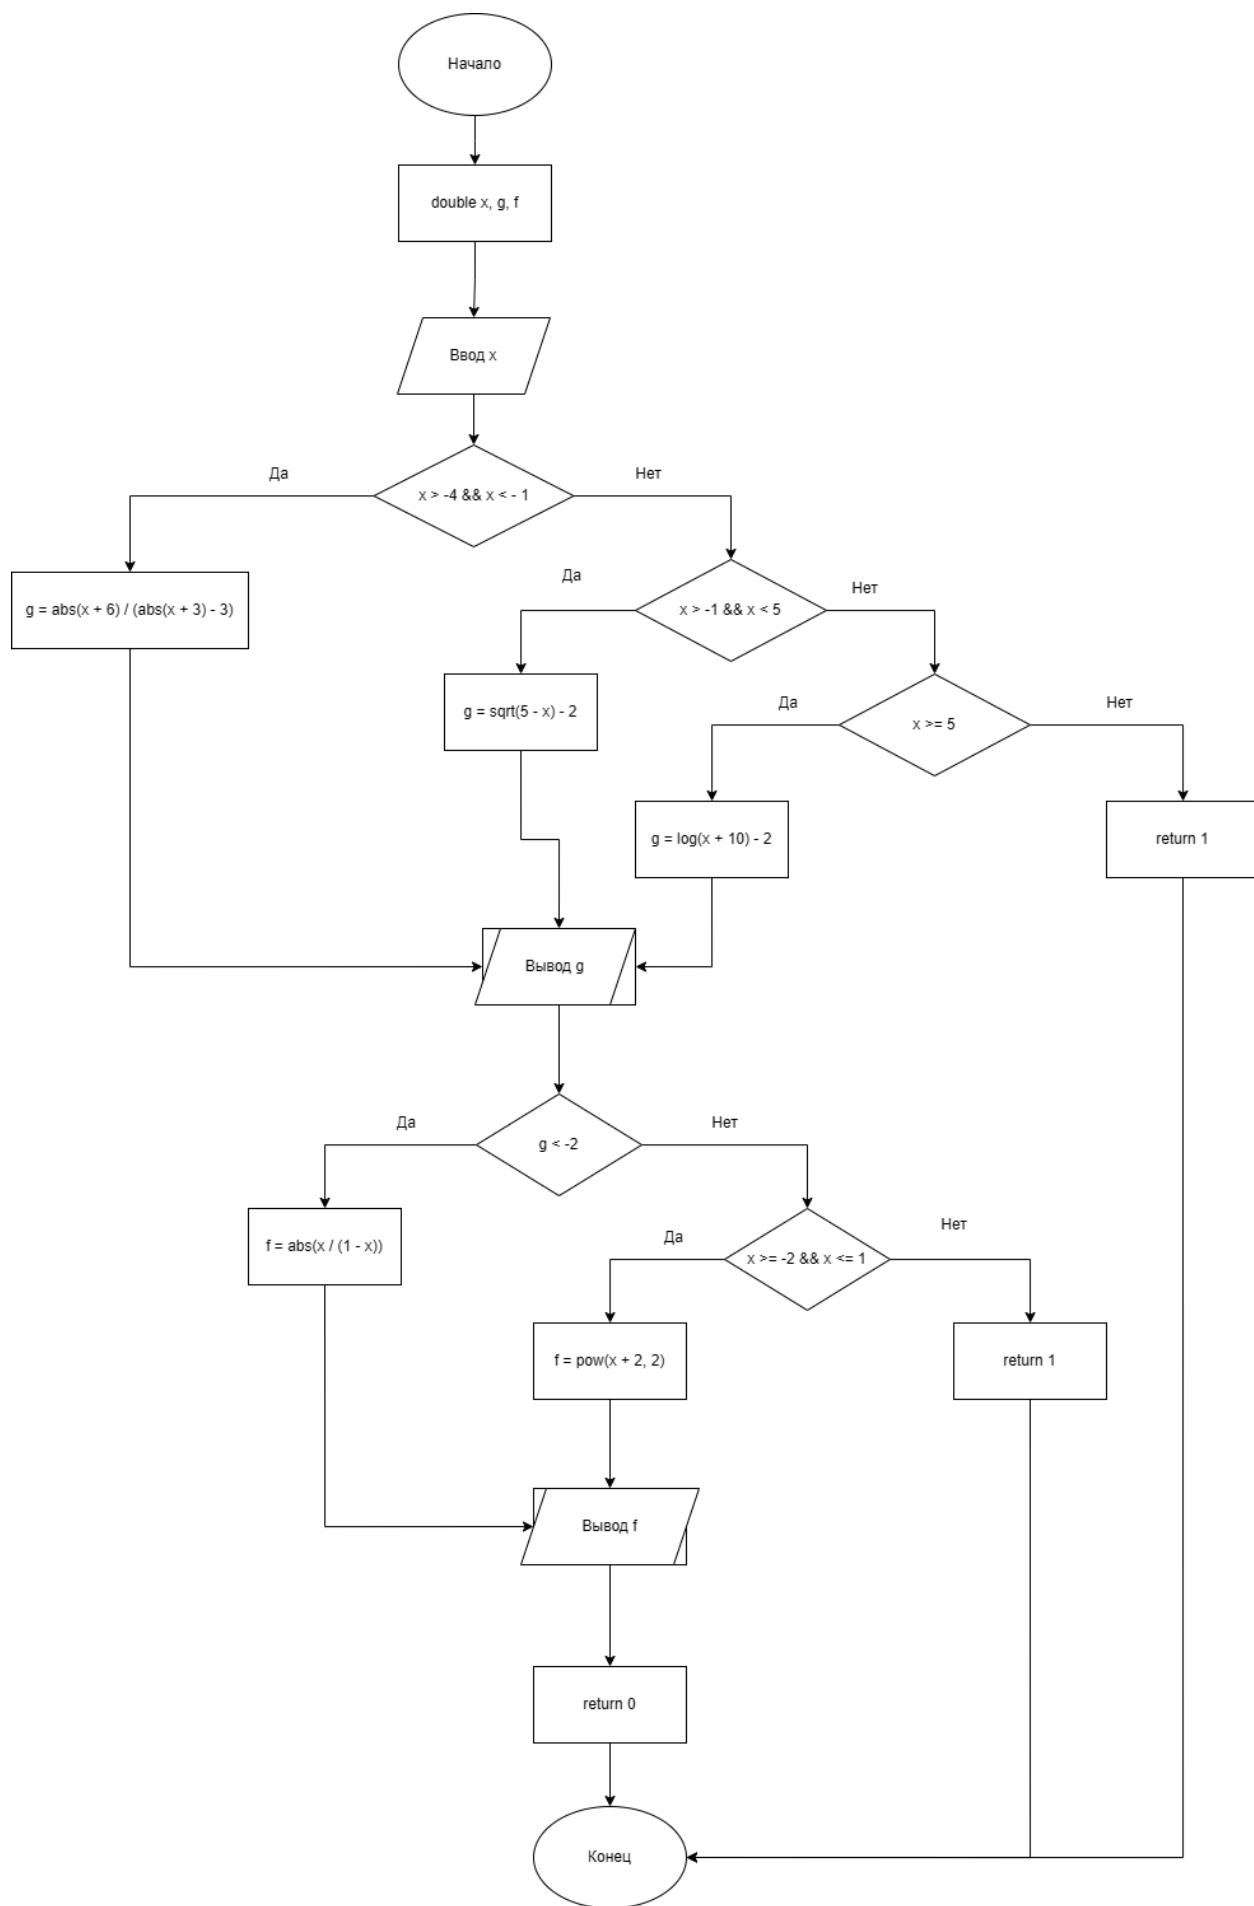 Начало
double x, g, f
Ввод x
Да
Нет
x > -4 && x < - 1
Да
Нет
g = abs(x + 6) / (abs(x + 3) - 3)
x > -1 && x < 5
Да
Нет
g = sqrt(5 - x) - 2
x >= 5
g = log(x + 10) - 2
return 1
Вывод g
Да
Нет
g < -2
f = abs(x / (1 - x))
Да
Нет
x >= -2 && x <= 1
f = pow(x + 2, 2)
return 1
Вывод f
return 0
Конец